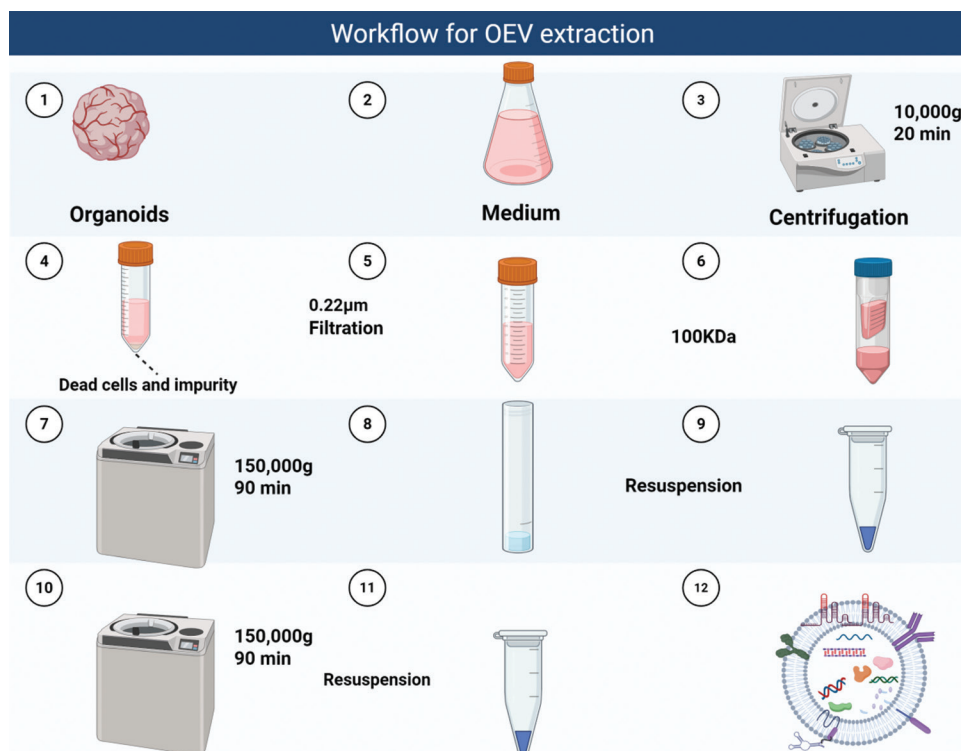 Workflow for OEV extraction
1
Organoids
2
Medium
3
10,000g
20 min
Centrifugation
4
Dead cells and impurity
5
0.22μm
Filtration
6
100KDa
7
150,000g
90 min
8
9
Resuspension
10
150,000g
90 min
11
Resuspension
12